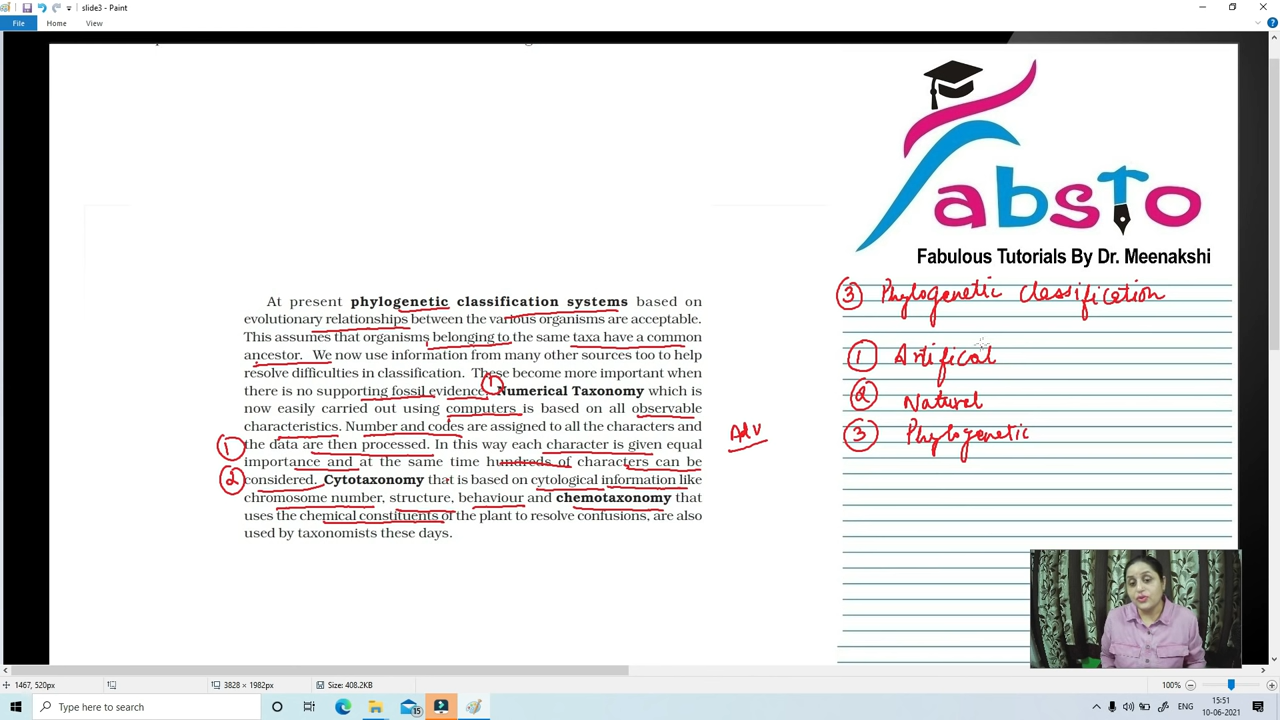 slide3 - Paint
File Home View
absto
Fabulous Tutorials By Dr. Meenakshi
③ Phylogenetic Classification
① Artifical
② Natural
③ Phylogenetic
At present phylogenetic classification systems based on
evolutionary relationships between the various organisms are acceptable.
This assumes that organisms belonging to the same taxa have a common
ancestor. We now use information from many other sources too to help
resolve difficulties in classification. These become more important when
there is no supporting fossil evidence. ① Numerical Taxonomy which is
now easily carried out using computers is based on all observable
characteristics. Number and codes are assigned to all the characters and
Adv
① the data are then processed. In this way each character is given equal
importance and at the same time hundreds of characters can be
② considered. Cytotaxonomy that is based on cytological information like
chromosome number, structure, behaviour and chemotaxonomy that
uses the chemical constituents of the plant to resolve confusions, are also
used by taxonomists these days.
1467, 520px 3828 × 1982px Size: 408.2KB 100%
Type here to search 15 ENG 15:51
10-06-2021